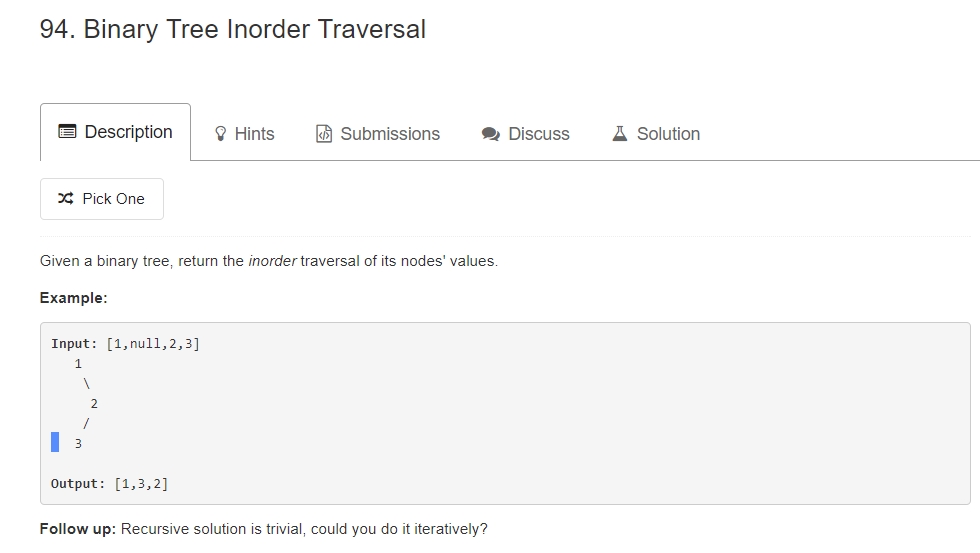 94. Binary Tree Inorder Traversal
Description Hints Submissions Discuss Solution
Pick One
Given a binary tree, return the inorder traversal of its nodes' values.
Example:
Input: [1,null,2,3]
1
\
2
/
3
Output: [1,3,2]
Follow up: Recursive solution is trivial, could you do it iteratively?